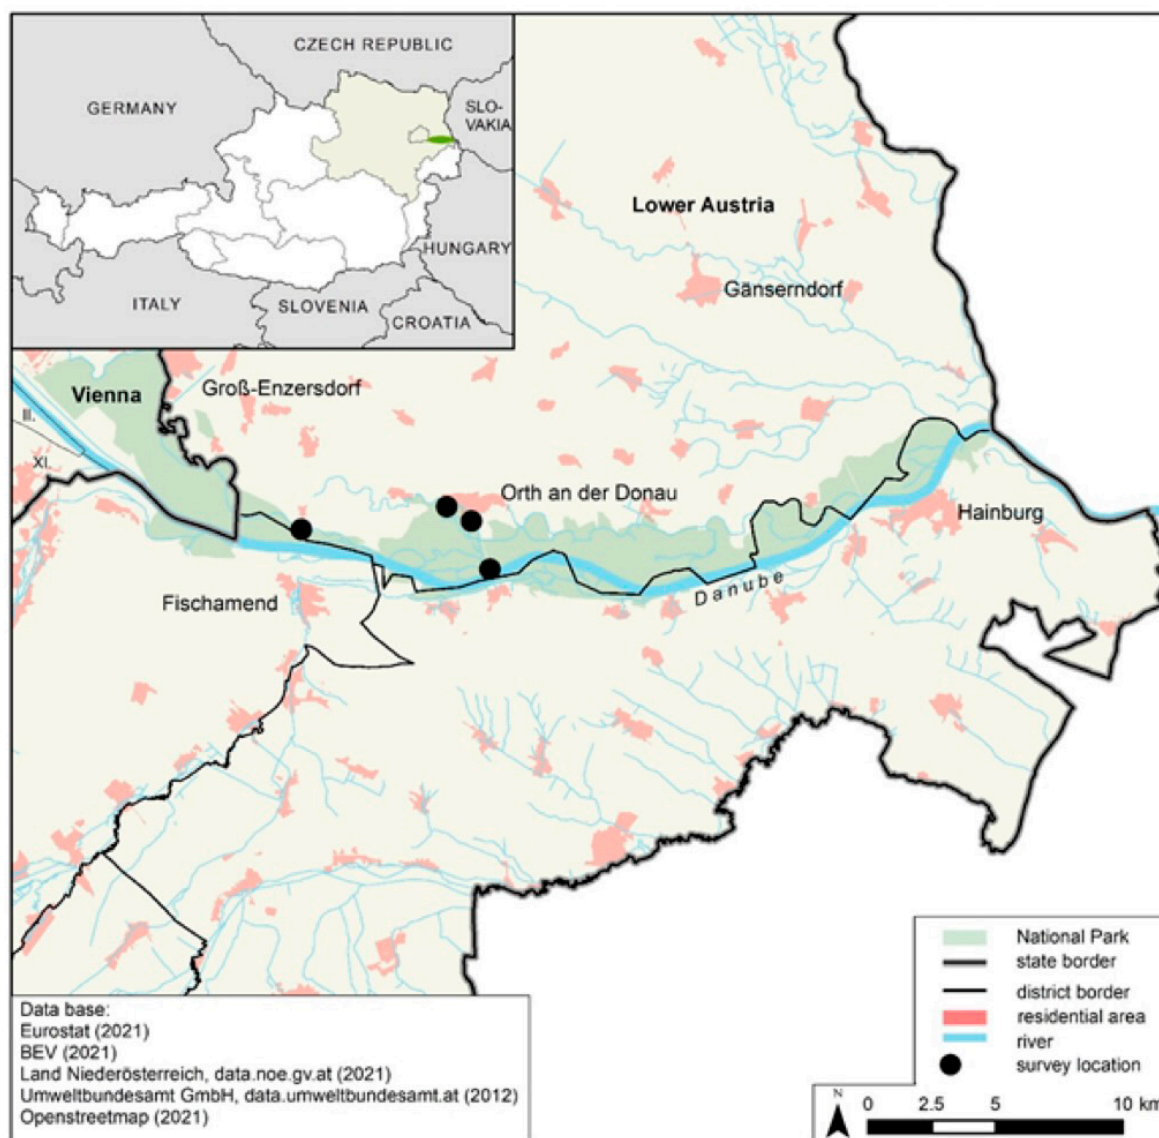 CZECH REPUBLIC
GERMANY
SLO-
VAKIA
HUNGARY
ITALY
SLOVENIA
CROATIA
Lower Austria
Gänserndorf
Vienna
Groß-Enzersdorf
II.
XI.
Orth an der Donau
Hainburg
Fischamend
Danube
National Park
state border
district border
residential area
river
survey location
Data base:
Eurostat (2021)
BEV (2021)
Land Niederösterreich, data.noe.gv.at (2021)
Umweltbundesamt GmbH, data.umweltbundesamt.at (2012)
Openstreetmap (2021)
N
0 2.5 5 10 km